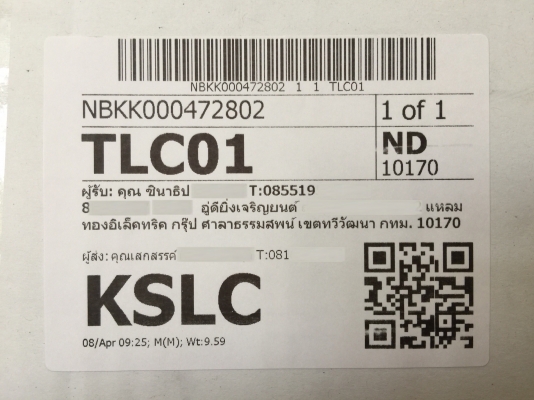 NBKK000472802 1 1 TLC01
NBKK000472802 1 of 1
TLC01 ND
10170
ผู้รับ: คุณ ชินาธิป T:085519
8 อู่ดียิ่งเจริญยนต์ แหลม
ทองอิเล็คทริค กรุ๊ป ศาลาธรรมสพน์ เขตทวีวัฒนา กทม. 10170
ผู้ส่ง: คุณเสกสรรค์ T:081
KSLC
08/Apr 09:25; M(M); Wt:9.59